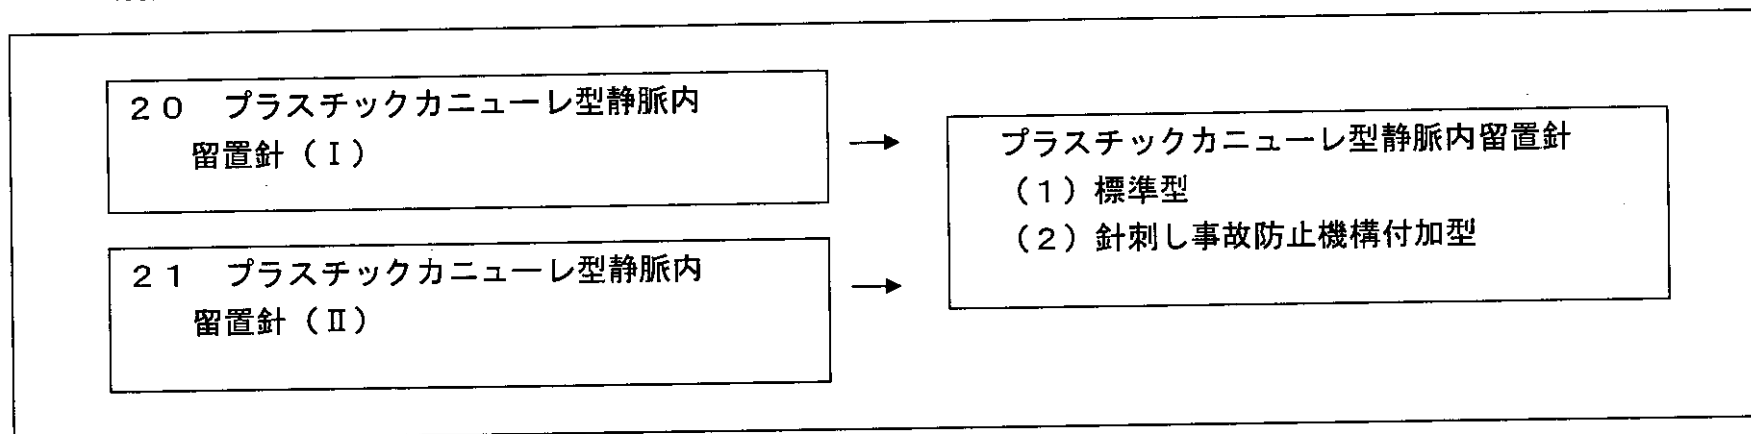 ２０　プラスチックカニューレ型静脈内
留置針（Ⅰ）
２１　プラスチックカニューレ型静脈内
留置針（Ⅱ）
→
→
プラスチックカニューレ型静脈内留置針
（１）標準型
（２）針刺し事故防止機構付加型